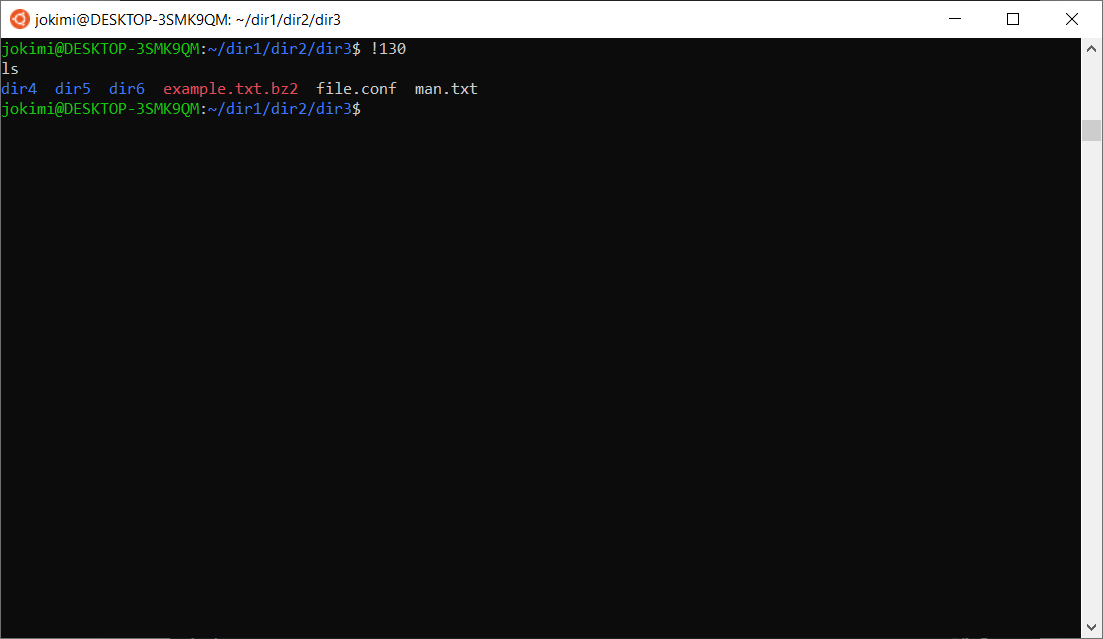 jokimi@DESKTOP-3SMK9QM: ~/dir1/dir2/dir3
jokimi@DESKTOP-3SMK9QM:~/dir1/dir2/dir3$ !130
ls
dir4  dir5  dir6  example.txt.bz2  file.conf  man.txt
jokimi@DESKTOP-3SMK9QM:~/dir1/dir2/dir3$